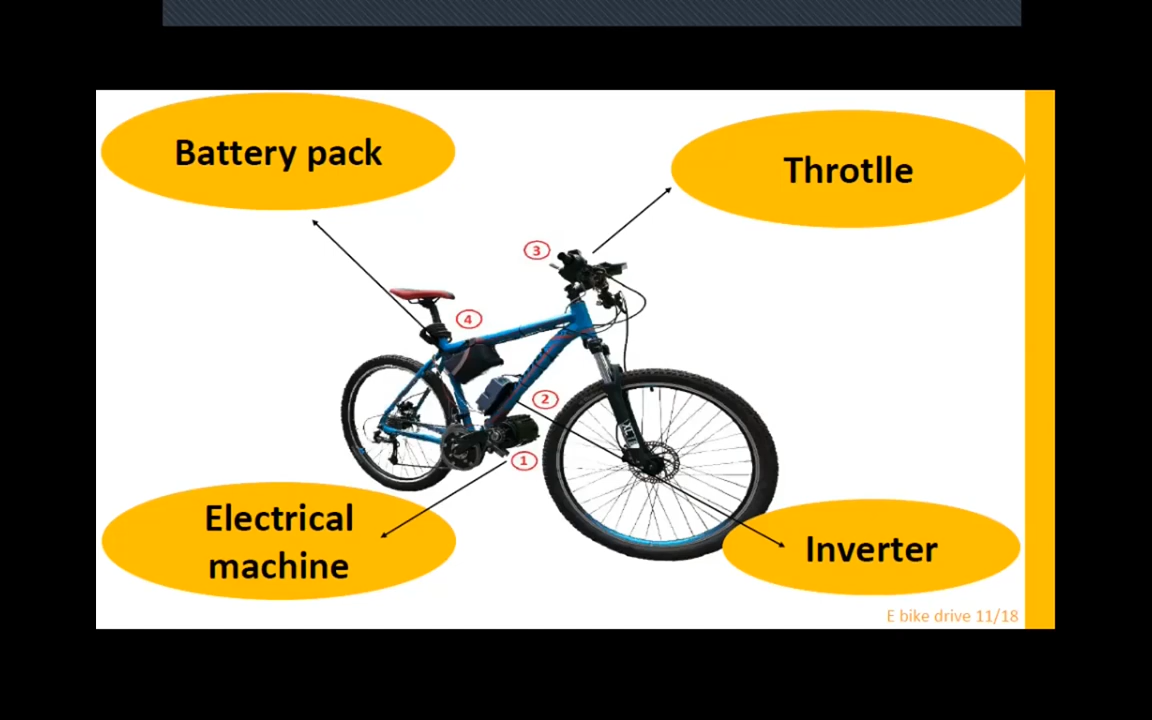 Battery pack
Throtlle
3
4
2
1
Electrical
machine
Inverter
E bike drive 11/18